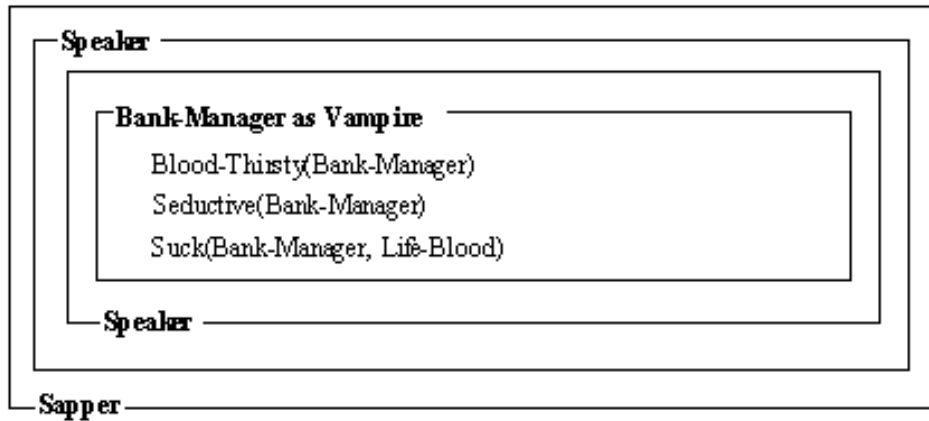 Speaker
Bank-Manager as Vampire
Blood-Thirsty(Bank-Manager)
Seductive(Bank-Manager)
Suck(Bank-Manager, Life-Blood)
Speaker
Sapper